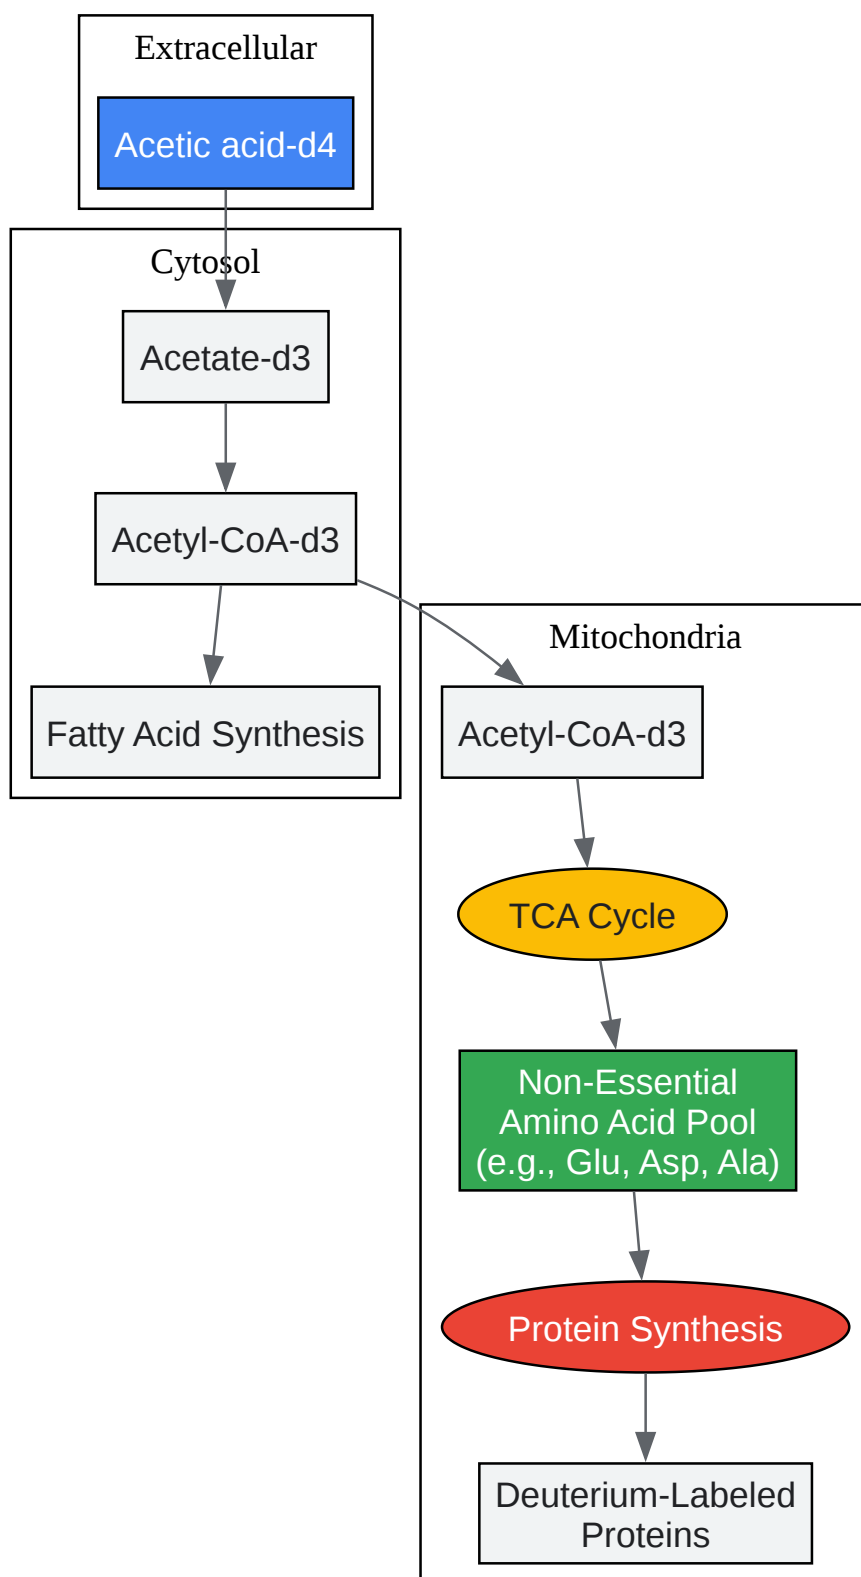 Extracellular
Acetic acid-d4
Cytosol
Acetate-d3
Acetyl-CoA-d3
Fatty Acid Synthesis
Mitochondria
Acetyl-CoA-d3
TCA Cycle
Non-Essential
Amino Acid Pool
(e.g., Glu, Asp, Ala)
Protein Synthesis
Deuterium-Labeled
Proteins